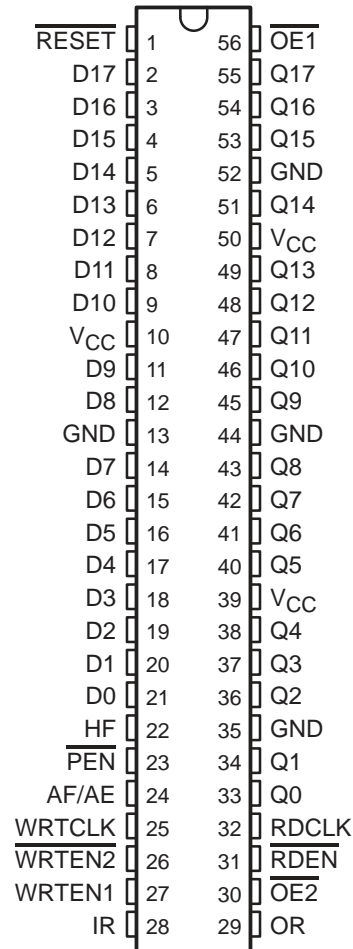 RESET 1 56 OE1
D17 2 55 Q17
D16 3 54 Q16
D15 4 53 Q15
D14 5 52 GND
D13 6 51 Q14
D12 7 50 VCC
D11 8 49 Q13
D10 9 48 Q12
VCC 10 47 Q11
D9 11 46 Q10
D8 12 45 Q9
GND 13 44 GND
D7 14 43 Q8
D6 15 42 Q7
D5 16 41 Q6
D4 17 40 Q5
D3 18 39 VCC
D2 19 38 Q4
D1 20 37 Q3
D0 21 36 Q2
HF 22 35 GND
PEN 23 34 Q1
AF/AE 24 33 Q0
WRTCLK 25 32 RDCLK
WRTEN2 26 31 RDEN
WRTEN1 27 30 OE2
IR 28 29 OR